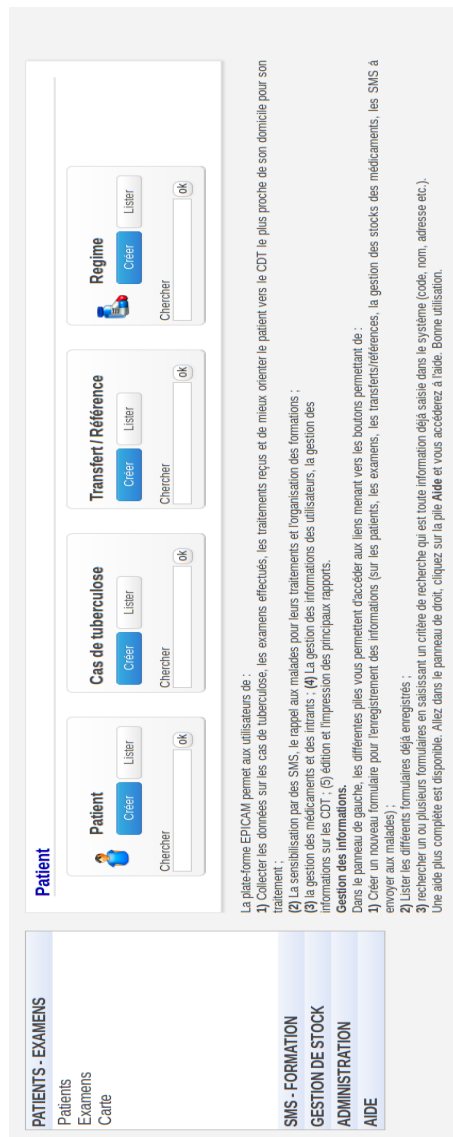 PATIENTS - EXAMENS
Patients
Examens
Carte
SMS - FORMATION
GESTION DE STOCK
ADMINISTRATION
AIDE
Patient
Patient
Créer Lister
Chercher
ok
Cas de tuberculose
Créer Lister
Chercher
ok
Transfert / Référence
Créer Lister
Chercher
ok
Regime
Créer Lister
Chercher
ok
La plate-forme EPICAM permet aux utilisateurs de :
1) Collecter les données sur les cas de tuberculose, les examens effectués, les traitements reçus et de mieux orienter le patient vers le CDT le plus proche de son domicile pour son
traitement ;
(2) La sensibilisation par des SMS, le rappel aux malades pour leurs traitements et l'organisation des formations ;
(3) la gestion des médicaments et des intrants ; (4) La gestion des informations des utilisateurs, la gestion des
informations sur les CDT ; (5) édition et l'impression des principaux rapports.
Gestion des informations.
Dans le panneau de gauche, les différentes piles vous permettent d'accéder aux liens menant vers les boutons permettant de :
1) Créer un nouveau formulaire pour l'enregistrement des informations (sur les patients, les examens, les transferts/références, la gestion des stocks des médicaments, les SMS à
envoyer aux malades) ;
2) Lister les différents formulaires déjà enregistrés ;
3) rechercher un ou plusieurs formulaires en saisissant un critère de recherche qui est toute information déjà saisie dans le système (code, nom, adresse etc.).
Une aide plus complète est disponible. Allez dans le panneau de droit, cliquez sur la pile Aide et vous accéderez à l'aide. Bonne utilisation.